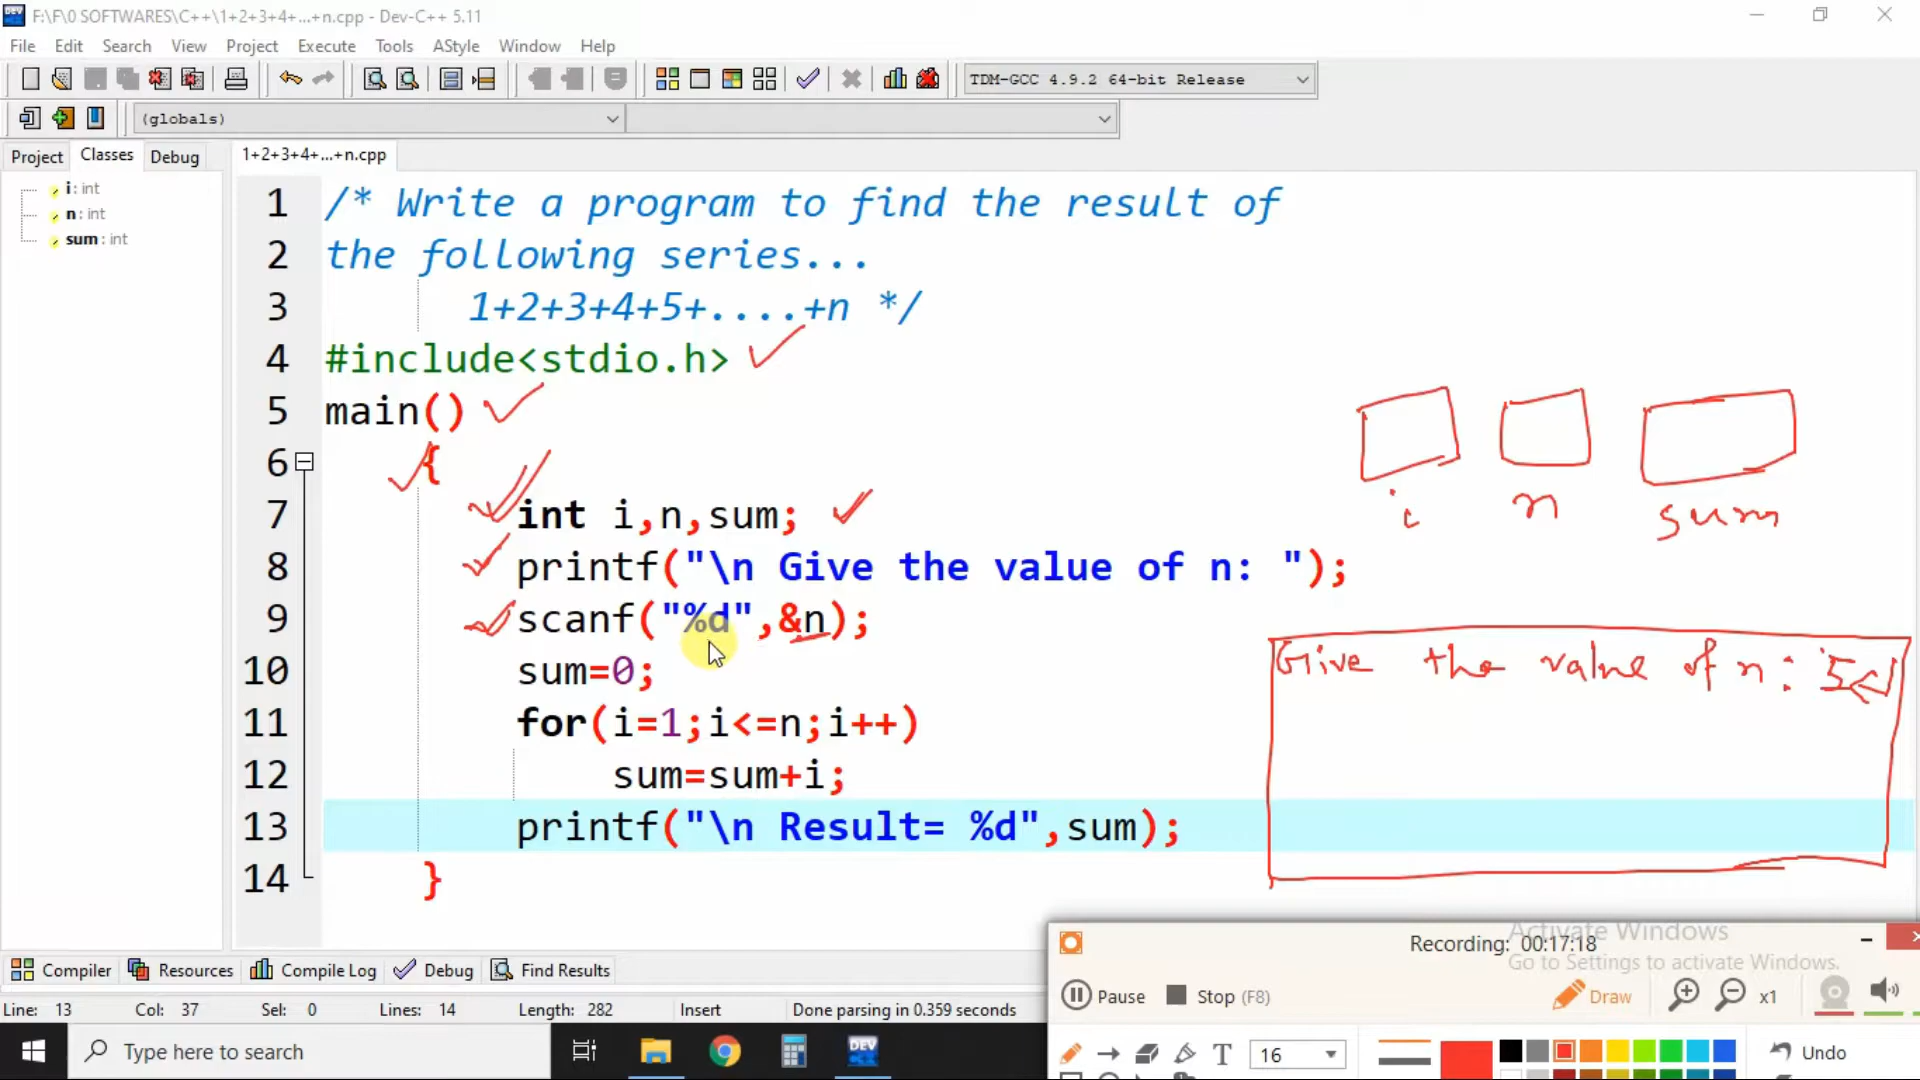 F:\F\0 SOFTWARES\C++\1+2+3+4+...+n.cpp - Dev-C++ 5.11
File Edit Search View Project Execute Tools AStyle Window Help
TDM-GCC 4.9.2 64-bit Release
(globals)
Project Classes Debug
1+2+3+4+...+n.cpp
i : int
n : int
sum : int
1 /* Write a program to find the result of
2 the following series...
3 1+2+3+4+5+....+n */
4 #include<stdio.h>
5 main()
6 {
7 int i,n,sum;
8 printf("\n Give the value of n: ");
9 scanf("%d",&n);
10 sum=0;
11 for(i=1;i<=n;i++)
12 sum=sum+i;
13 printf("\n Result= %d",sum);
14 }
i n sum
Give the value of n: 5
Compiler Resources Compile Log Debug Find Results
Line: 13 Col: 37 Sel: 0 Lines: 14 Length: 282 Insert Done parsing in 0.359 seconds
Activate Windows
Go to Settings to activate Windows.
Recording: 00:17:18
Pause Stop (F8) Draw x1
16 Undo
Type here to search
DEV